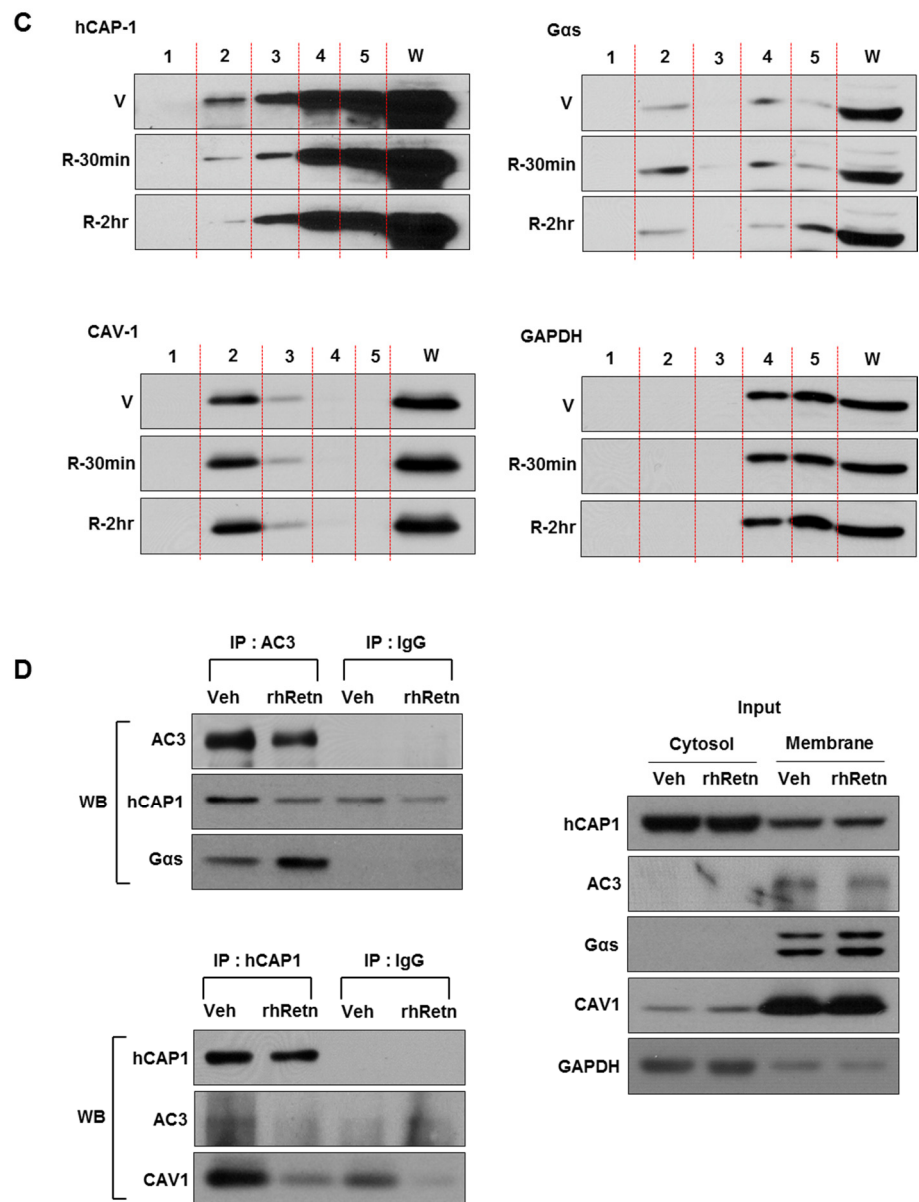 C
hCAP-1
1 2 3 4 5 W
V
R-30min
R-2hr
Gαs
1 2 3 4 5 W
V
R-30min
R-2hr
CAV-1
1 2 3 4 5 W
V
R-30min
R-2hr
GAPDH
1 2 3 4 5 W
V
R-30min
R-2hr
D
IP : AC3 IP : IgG
Veh rhRetn Veh rhRetn
WB
AC3
hCAP1
Gαs
IP : hCAP1 IP : IgG
Veh rhRetn Veh rhRetn
WB
hCAP1
AC3
CAV1
Input
Cytosol Membrane
Veh rhRetn Veh rhRetn
hCAP1
AC3
Gαs
CAV1
GAPDH